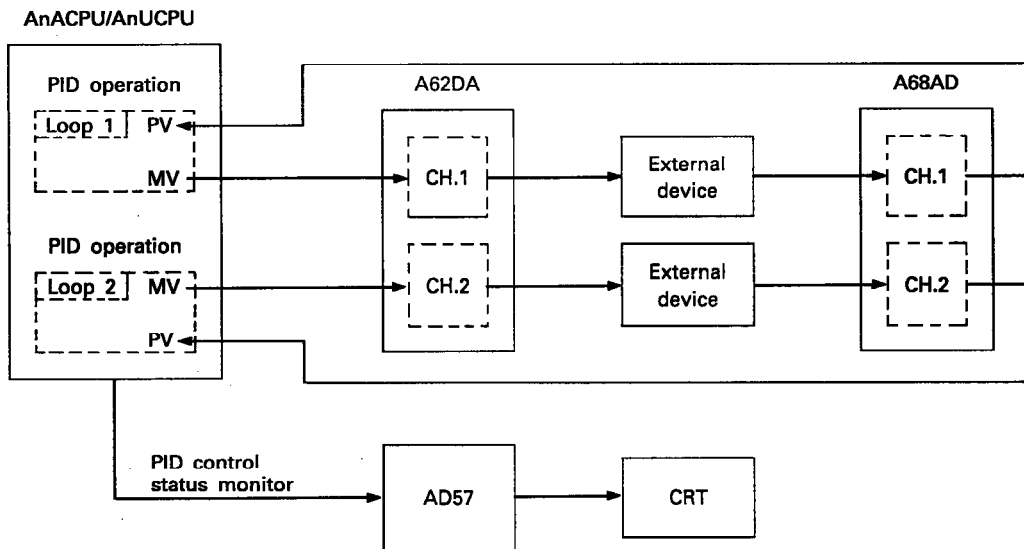 AnACPU/AnUCPU
PID operation
Loop 1 PV
MV
PID operation
Loop 2 MV
PV
A62DA
CH.1
CH.2
External
device
External
device
A68AD
CH.1
CH.2
PID control
status monitor
AD57
CRT